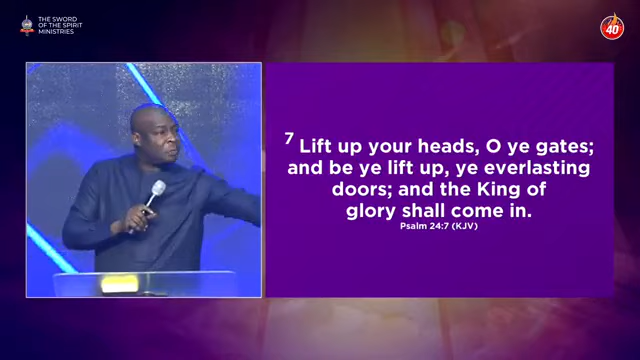 THE SWORD
OF THE SPIRIT
MINISTRIES
40
7 Lift up your heads, O ye gates;
and be ye lift up, ye everlasting
doors; and the King of
glory shall come in.
Psalm 24:7 (KJV)